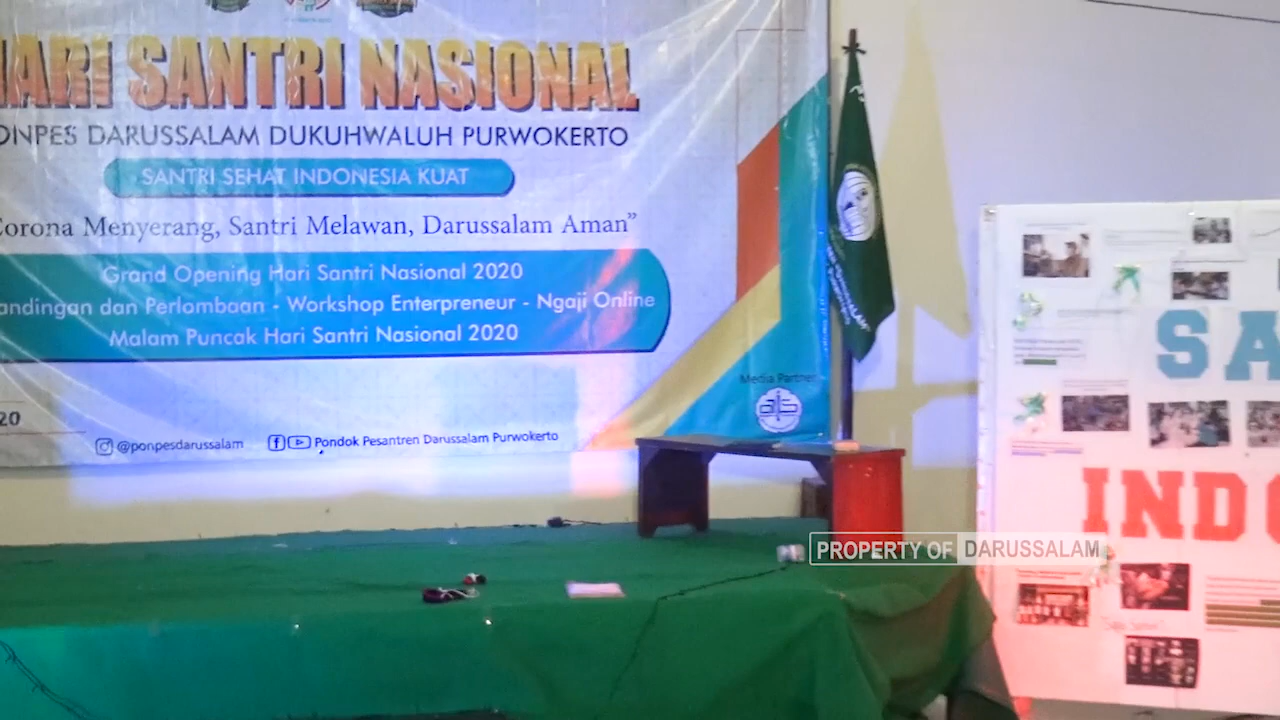 HARI SANTRI NASIONAL
PONPES DARUSSALAM DUKUHWALUH PURWOKERTO
SANTRI SEHAT INDONESIA KUAT
Corona Menyerang, Santri Melawan, Darussalam Aman”
Grand Opening Hari Santri Nasional 2020
andingan dan Perlombaan - Workshop Enterpreneur - Ngaji Online
Malam Puncak Hari Santri Nasional 2020
Media Partner
20
@ponpesdarussalam
Pondok Pesantren Darussalam Purwokerto
SA
INDO
PROPERTY OF DARUSSALAM